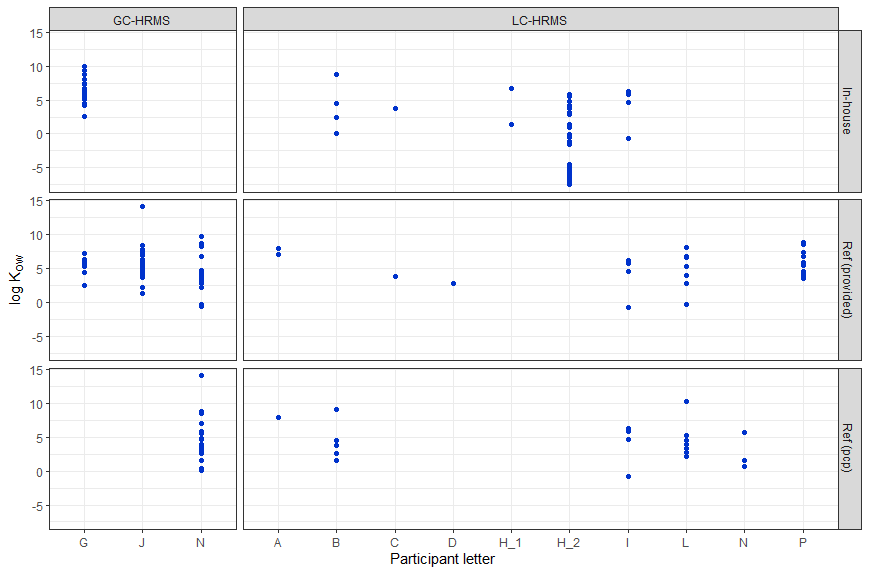 GC-HRMS LC-HRMS
15
10
5
0
-5
In-house
15
10
5
0
-5
Ref (provided)
15
10
5
0
-5
Ref (pcp)
log KOW
G J N A B C D H_1 H_2 I L N P
Participant letter